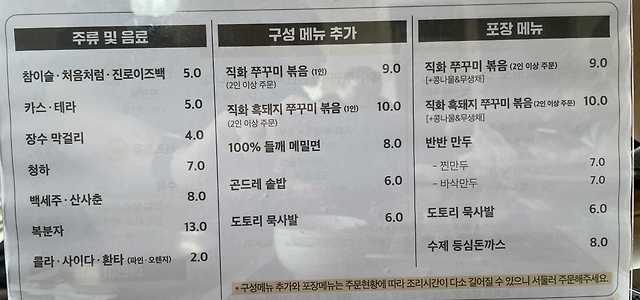 주류 및 음료
참이슬·처음처럼·진로이즈백 5.0
카스·테라 5.0
장수 막걸리 4.0
청하 7.0
백세주·산사춘 8.0
복분자 13.0
콜라·사이다·환타 (파인·오렌지) 2.0
구성 메뉴 추가
직화 쭈꾸미 볶음 (1인) 9.0
(2인 이상 주문)
직화 흑돼지 쭈꾸미 볶음 (1인) 10.0
(2인 이상 주문)
100% 들깨 메밀면 8.0
곤드레 솥밥 6.0
도토리 묵사발 6.0
포장 메뉴
직화 쭈꾸미 볶음 (2인 이상 주문) 9.0
[+콩나물&무생채]
직화 흑돼지 쭈꾸미 볶음 (2인 이상 주문) 10.0
[+콩나물&무생채]
반반 만두
- 찐만두 7.0
- 바삭만두 7.0
도토리 묵사발 6.0
수제 등심돈까스 8.0
* 구성메뉴 추가와 포장메뉴는 주문현황에 따라 조리시간이 다소 길어질 수 있으니 서둘러 주문해주세요.